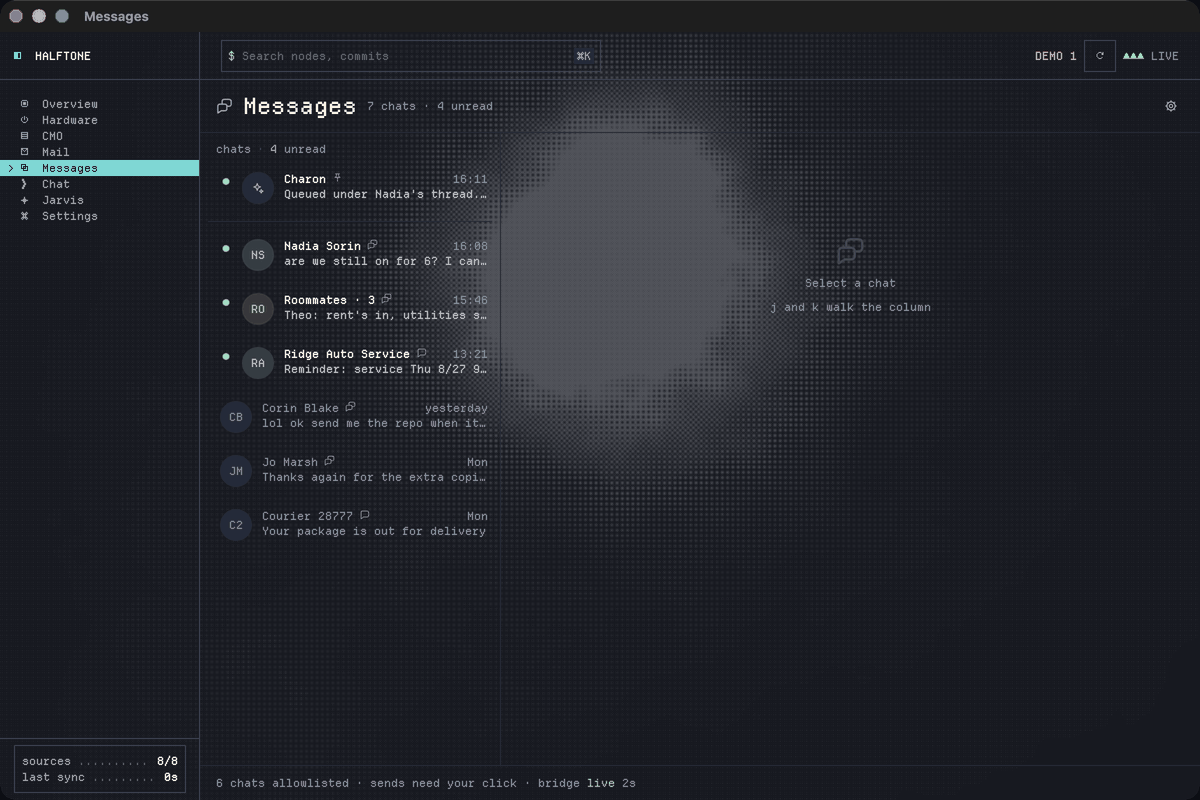 Messages
HALFTONE
$ Search nodes, commits ⌘K
DEMO 1
LIVE
Overview
Hardware
CMO
Mail
Messages
Chat
Jarvis
Settings
Messages 7 chats · 4 unread
chats · 4 unread
Charon 16:11
Queued under Nadia's thread.…
NS
Nadia Sorin 16:08
are we still on for 6? I can…
RO
Roommates · 3 15:46
Theo: rent's in, utilities s…
RA
Ridge Auto Service 13:21
Reminder: service Thu 8/27 9…
CB
Corin Blake yesterday
lol ok send me the repo when it…
JM
Jo Marsh Mon
Thanks again for the extra copi…
C2
Courier 28777 Mon
Your package is out for delivery
Select a chat
j and k walk the column
sources .......... 8/8
last sync ......... 0s
6 chats allowlisted · sends need your click · bridge live 2s